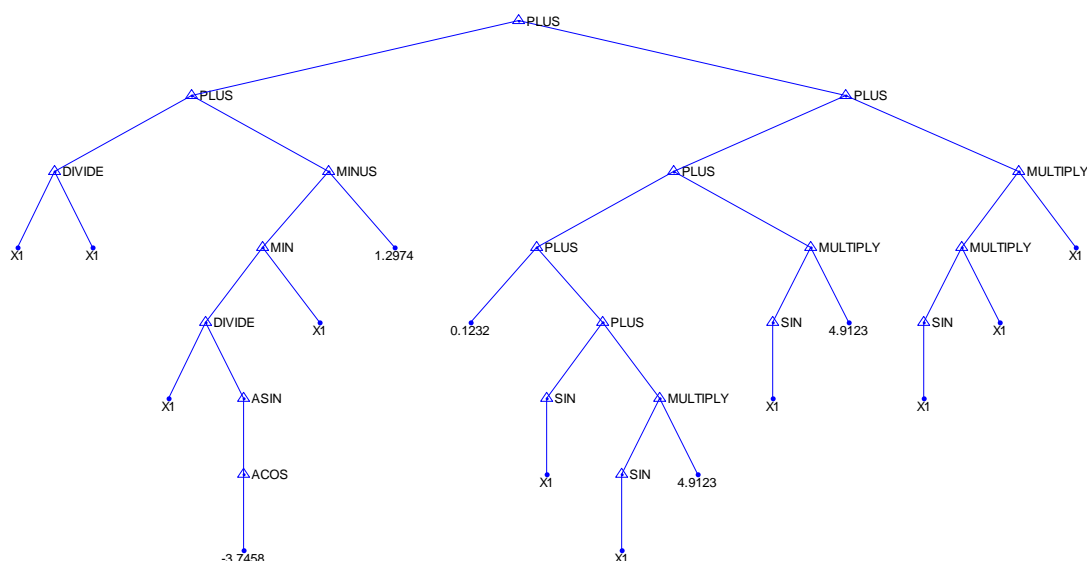 PLUS
PLUS
PLUS
DIVIDE
MINUS
PLUS
MULTIPLY
X1
X1
MIN
1.2974
PLUS
MULTIPLY
MULTIPLY
X1
DIVIDE
X1
0.1232
PLUS
SIN
4.9123
SIN
X1
X1
ASIN
SIN
MULTIPLY
X1
X1
ACOS
X1
SIN
4.9123
-3.7458
X1